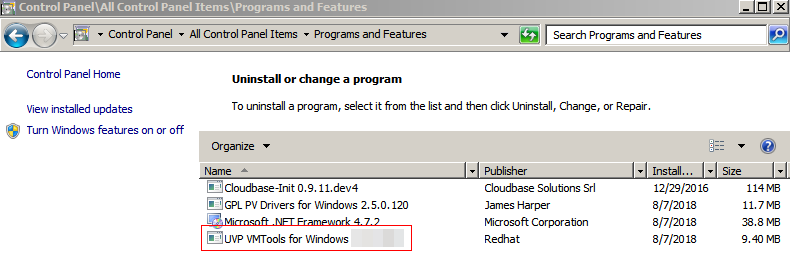 Control Panel\All Control Panel Items\Programs and Features
Control Panel All Control Panel Items Programs and Features Search Programs and Features
Control Panel Home
View installed updates
Turn Windows features on or off
Uninstall or change a program
To uninstall a program, select it from the list and then click Uninstall, Change, or Repair.
Organize
Name Publisher Install... Size
Cloudbase-Init 0.9.11.dev4 Cloudbase Solutions Srl 12/29/2016 114 MB
GPL PV Drivers for Windows 2.5.0.120 James Harper 8/7/2018 11.7 MB
Microsoft .NET Framework 4.7.2 Microsoft Corporation 8/7/2018 38.8 MB
UVP VMTools for Windows Redhat 8/7/2018 9.40 MB